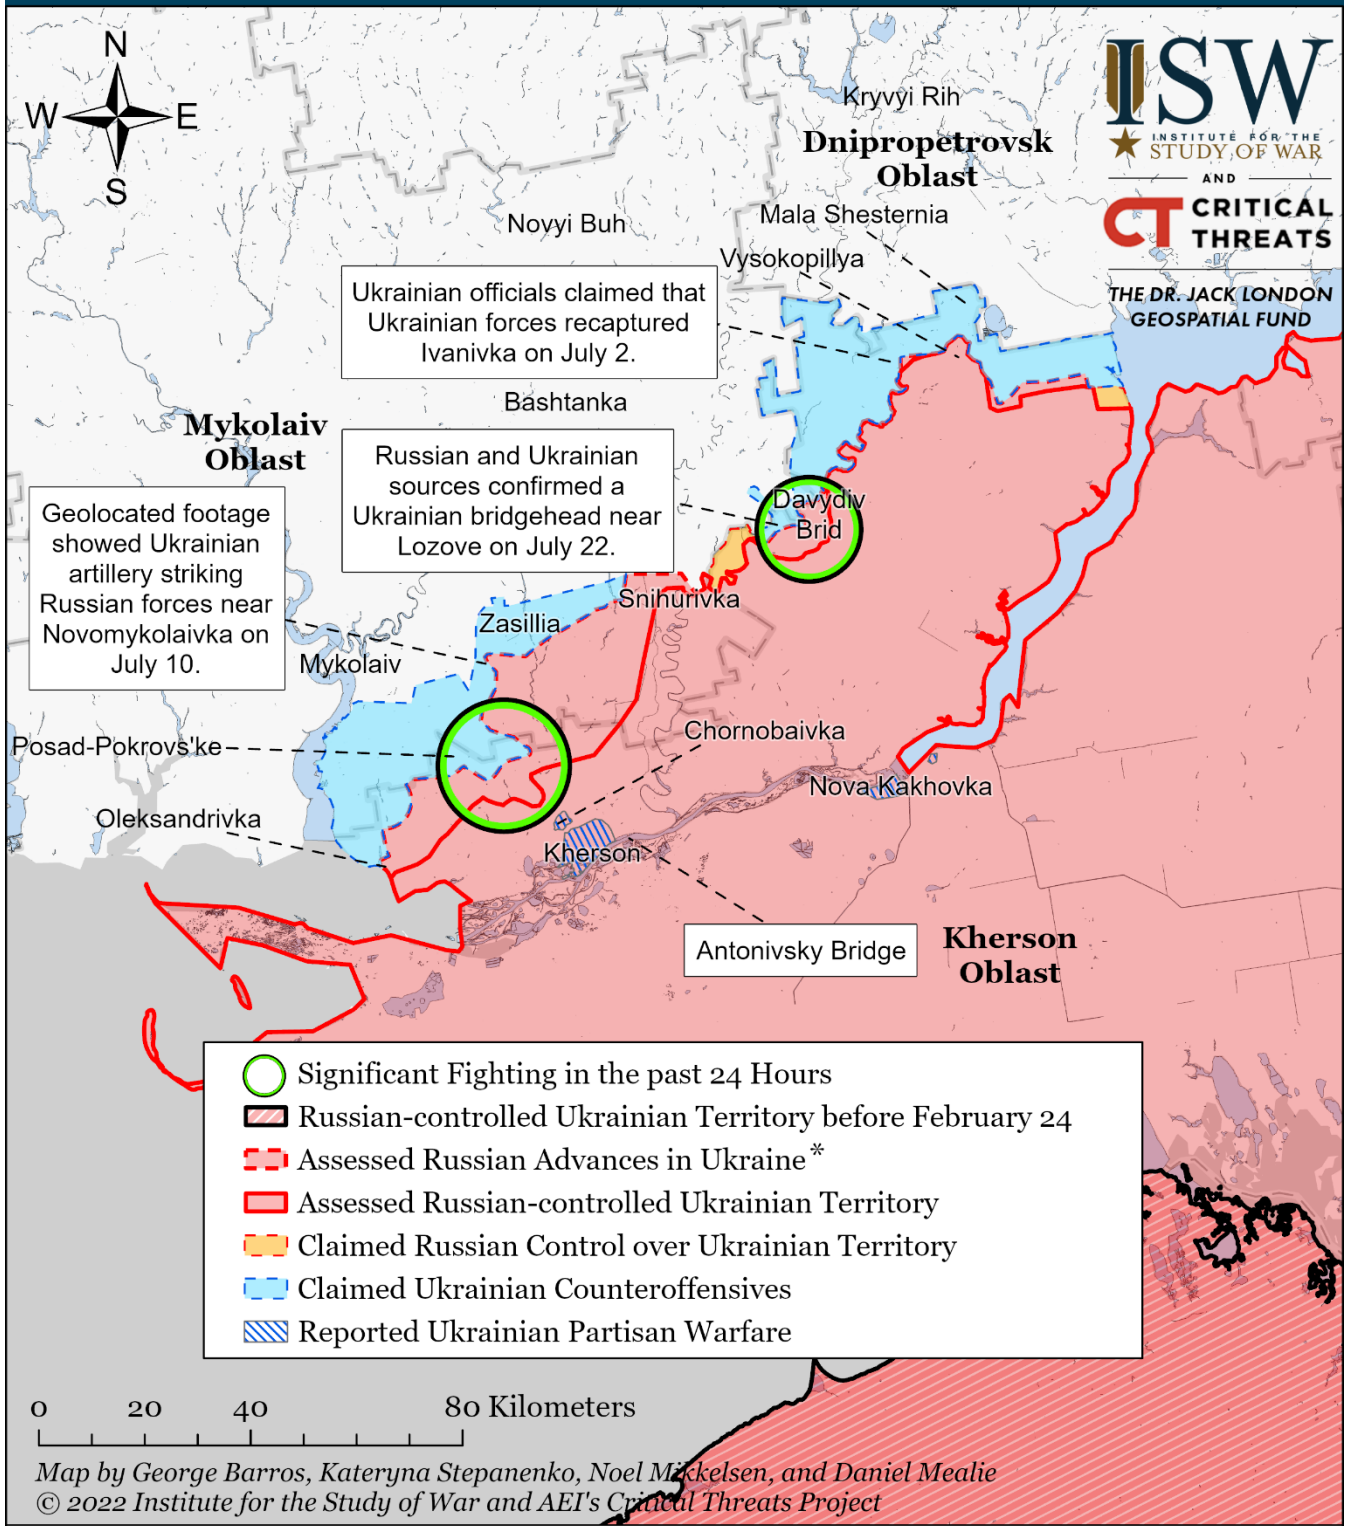 N
W
E
S
ISW
INSTITUTE FOR THE
STUDY OF WAR
AND
CT CRITICAL
THREATS
THE DR. JACK LONDON
GEOSPATIAL FUND
Kryvyi Rih
Dnipropetrovsk
Oblast
Mala Shesternia
Novyi Buh
Vysokopillya
Ukrainian officials claimed that
Ukrainian forces recaptured
Ivanivka on July 2.
Bashtanka
Mykolaiv
Oblast
Russian and Ukrainian
sources confirmed a
Ukrainian bridgehead near
Lozove on July 22.
Davydiv
Brid
Geolocated footage
showed Ukrainian
artillery striking
Russian forces near
Novomykolaivka on
July 10.
Snihurivka
Zasillia
Mykolaiv
Chornobaivka
Posad-Pokrovs'ke
Nova Kakhovka
Oleksandrivka
Kherson
Antonivsky Bridge
Kherson
Oblast
Significant Fighting in the past 24 Hours
Russian-controlled Ukrainian Territory before February 24
Assessed Russian Advances in Ukraine*
Assessed Russian-controlled Ukrainian Territory
Claimed Russian Control over Ukrainian Territory
Claimed Ukrainian Counteroffensives
Reported Ukrainian Partisan Warfare
0 20 40 80 Kilometers
Map by George Barros, Kateryna Stepanenko, Noel Mikkelsen, and Daniel Mealie
© 2022 Institute for the Study of War and AEI's Critical Threats Project